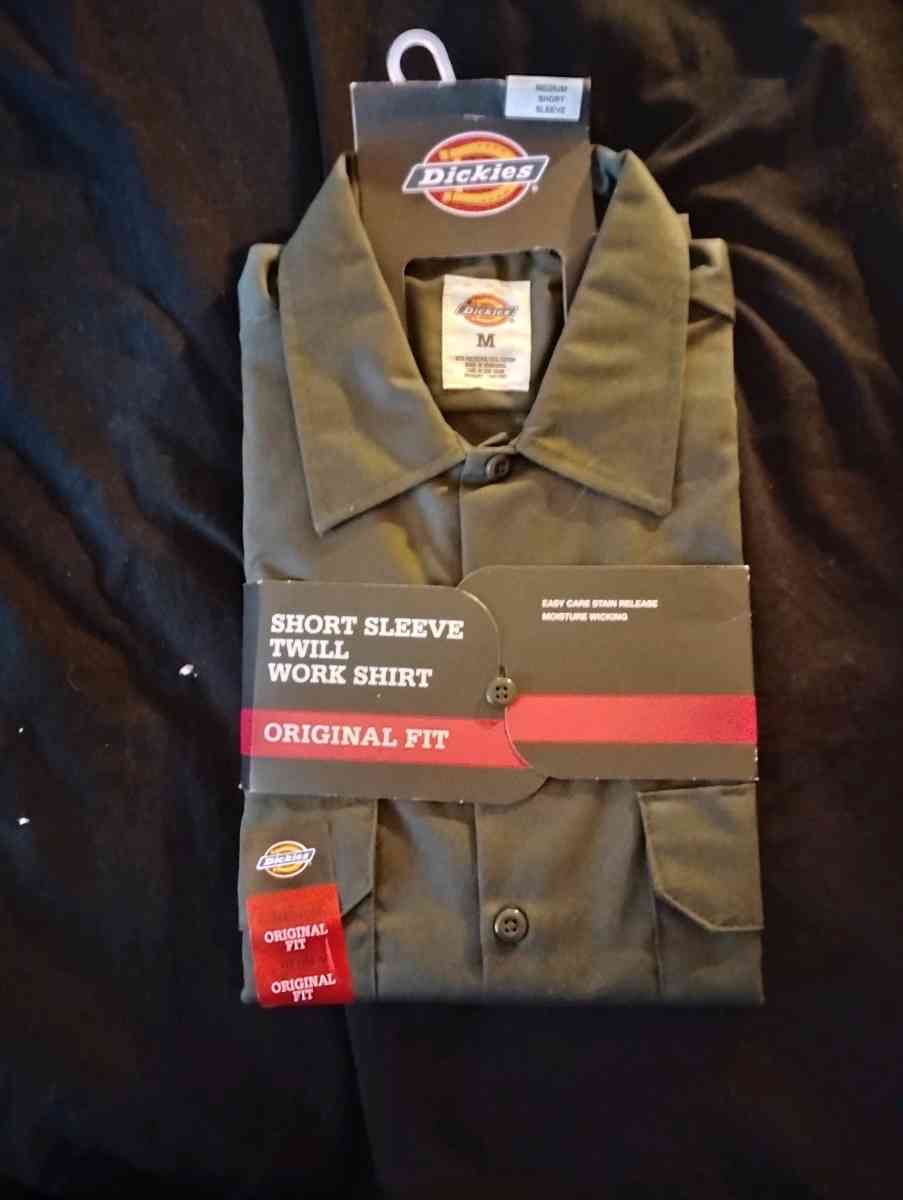 MEDIUM
SHORT
SLEEVE
Dickies
Dickies
M
SHORT SLEEVE
TWILL
WORK SHIRT
ORIGINAL FIT
EASY CARE STAIN RELEASE
MOISTURE WICKING
Dickies
ORIGINAL
FIT
ORIGINAL
FIT